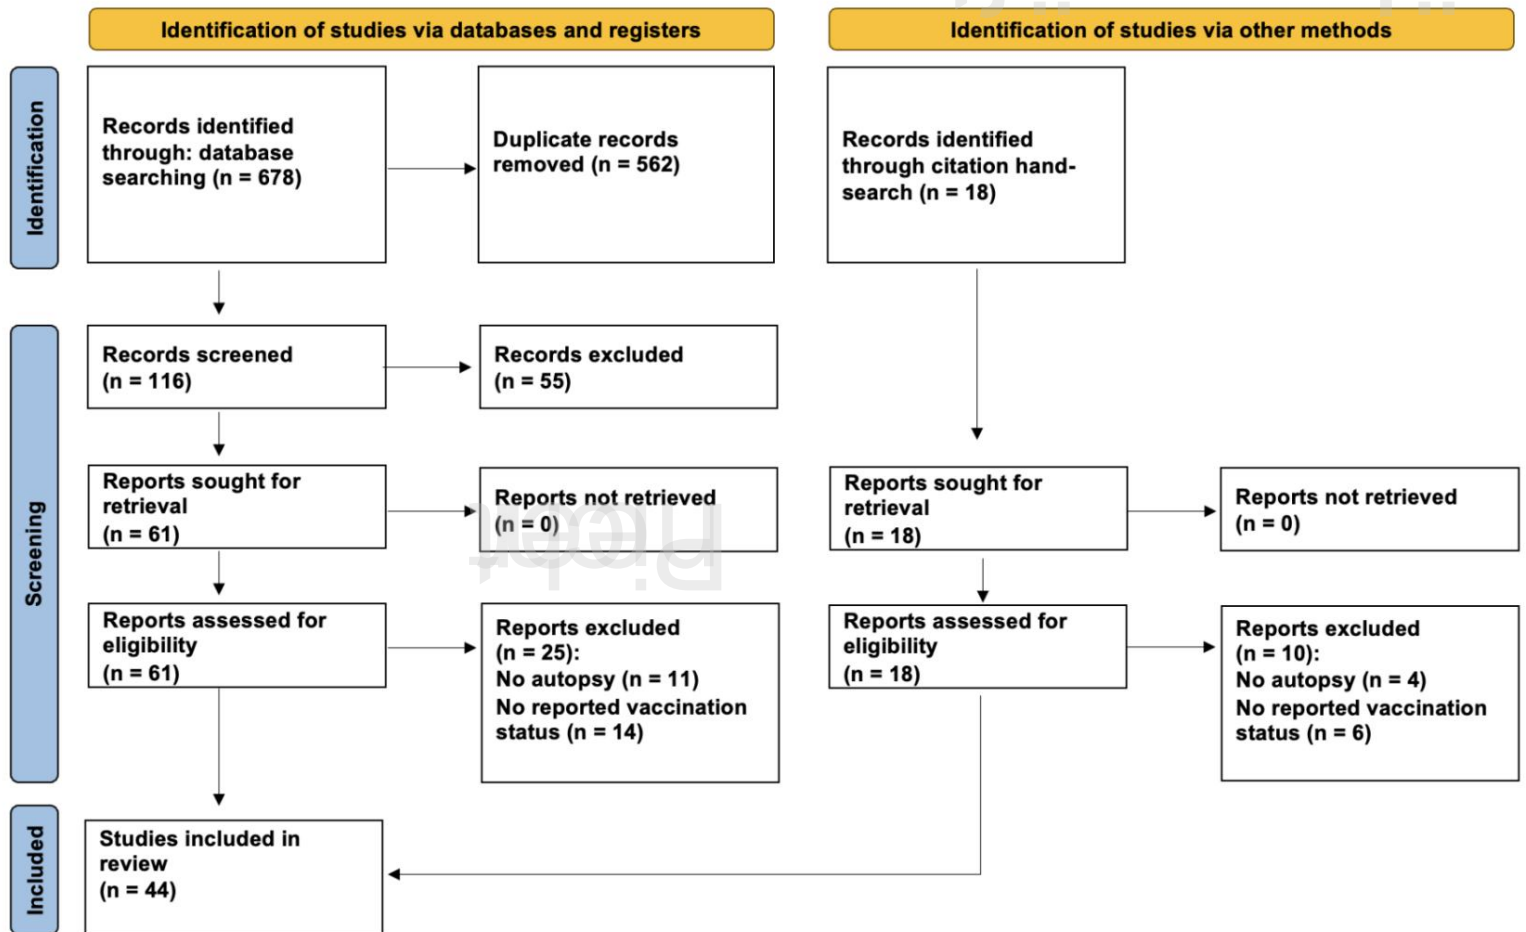 Identification of studies via databases and registers
Identification of studies via other methods
Identification
Records identified
through: database
searching (n = 678)
Duplicate records
removed (n = 562)
Records identified
through citation hand-
search (n = 18)
Screening
Records screened
(n = 116)
Records excluded
(n = 55)
Reports sought for
retrieval
(n = 61)
Reports not retrieved
(n = 0)
Reports sought for
retrieval
(n = 18)
Reports not retrieved
(n = 0)
Reports assessed for
eligibility
(n = 61)
Reports excluded
(n = 25):
No autopsy (n = 11)
No reported vaccination
status (n = 14)
Reports assessed for
eligibility
(n = 18)
Reports excluded
(n = 10):
No autopsy (n = 4)
No reported vaccination
status (n = 6)
Included
Studies included in
review
(n = 44)